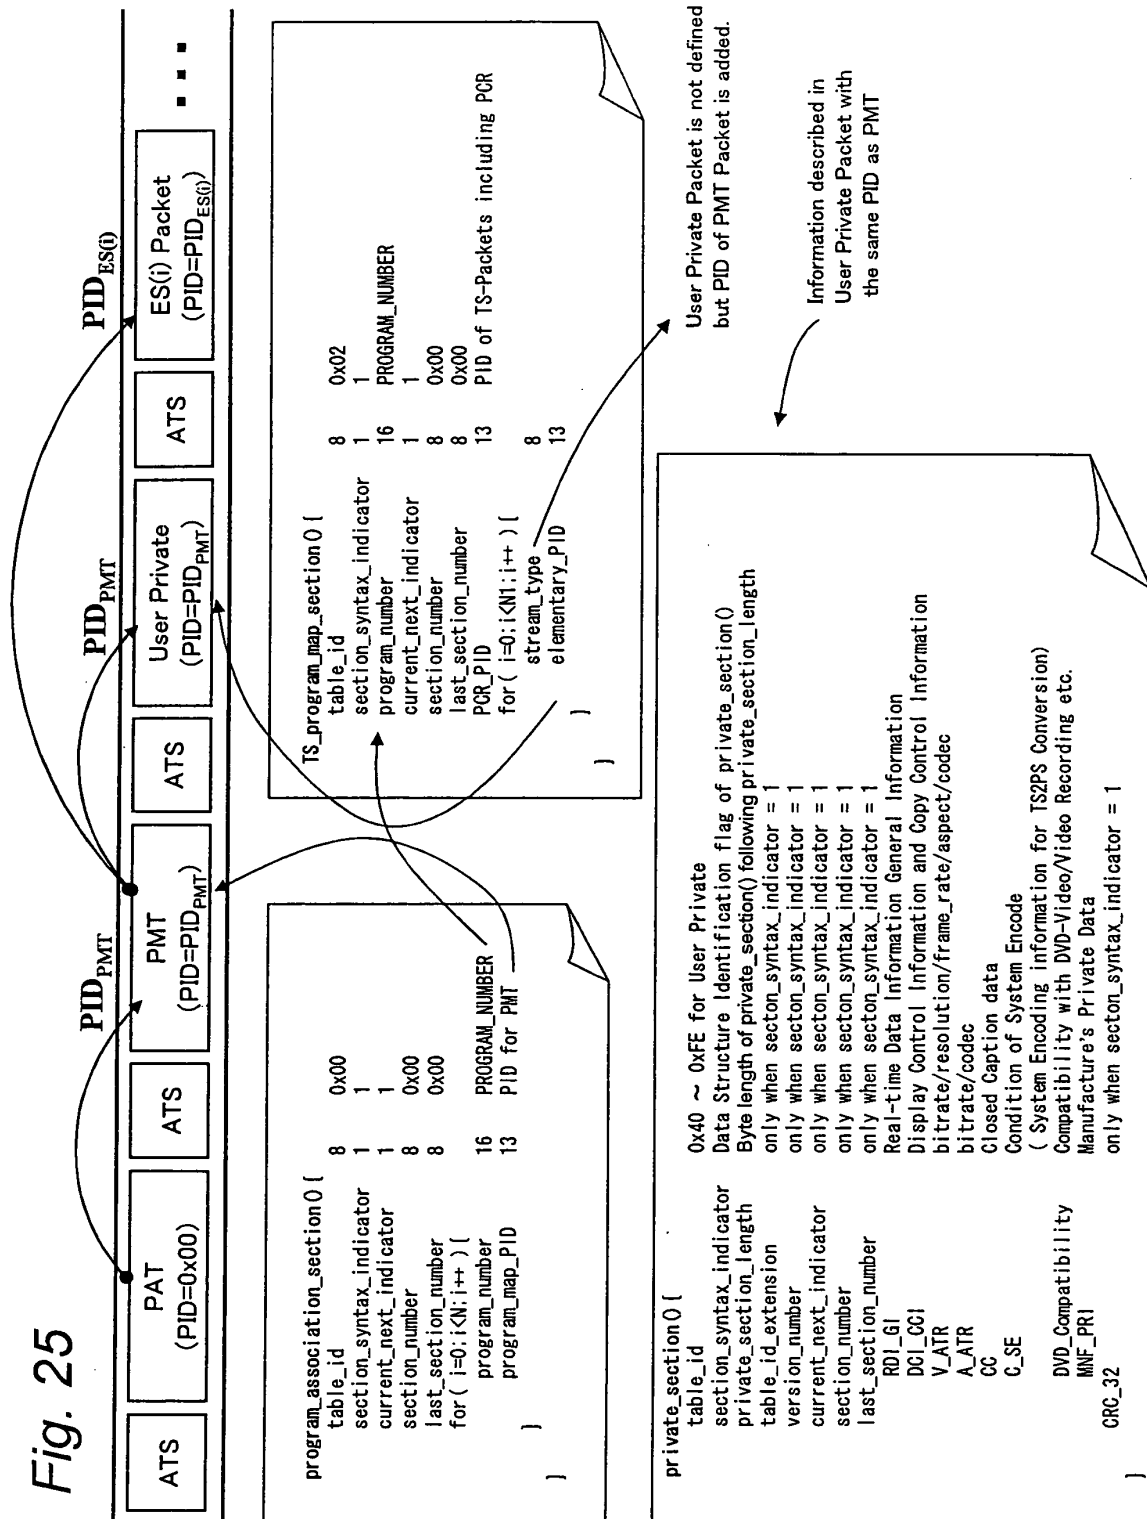 Fig. 25
PID_PMT
PID_PMT
PID_ES(i)
ATS
PAT
(PID=0x00)
ATS
PMT
(PID=PID_PMT)
ATS
User Private
(PID=PID_PMT)
ATS
ES(i) Packet
(PID=PID_ES(i))
...
program_association_section() {
table_id 8 0x00
section_syntax_indicator 1 1
current_next_indicator 1 1
section_number 8 0x00
last_section_number 8 0x00
for( i=0;i<N;i++ ) {
program_number 16 PROGRAM_NUMBER
program_map_PID 13 PID for PMT
}
}
TS_program_map_section() {
table_id 8 0x02
section_syntax_indicator 1 1
program_number 16 PROGRAM_NUMBER
current_next_indicator 1 1
section_number 8 0x00
last_section_number 8 0x00
PCR_PID 13 PID of TS-Packets including PCR
for( i=0;i<N1;i++ ) {
stream_type 8
elementary_PID 13
}
}
User Private Packet is not defined
but PID of PMT Packet is added.
Information described in
User Private Packet with
the same PID as PMT
private_section() {
table_id 0x40 ~ 0xFE for User Private
section_syntax_indicator Data Structure Identification flag of private_section()
private_section_length Byte length of private_section() following private_section_length
table_id_extension only when secton_syntax_indicator = 1
version_number only when secton_syntax_indicator = 1
current_next_indicator only when secton_syntax_indicator = 1
section_number only when secton_syntax_indicator = 1
last_section_number only when secton_syntax_indicator = 1
RDI_GI Real-time Data Information General Information
DCI_CCI Display Control Information and Copy Control Information
V_ATR bitrate/resolution/frame_rate/aspect/codec
A_ATR bitrate/codec
CC Closed Caption data
C_SE Condition of System Encode
( System Encoding information for TS2PS Conversion)
DVD_Compatibility Compatibility with DVD-Video/Video Recording etc.
MNF_PRI Manufacture's Private Data
CRC_32 only when secton_syntax_indicator = 1
}